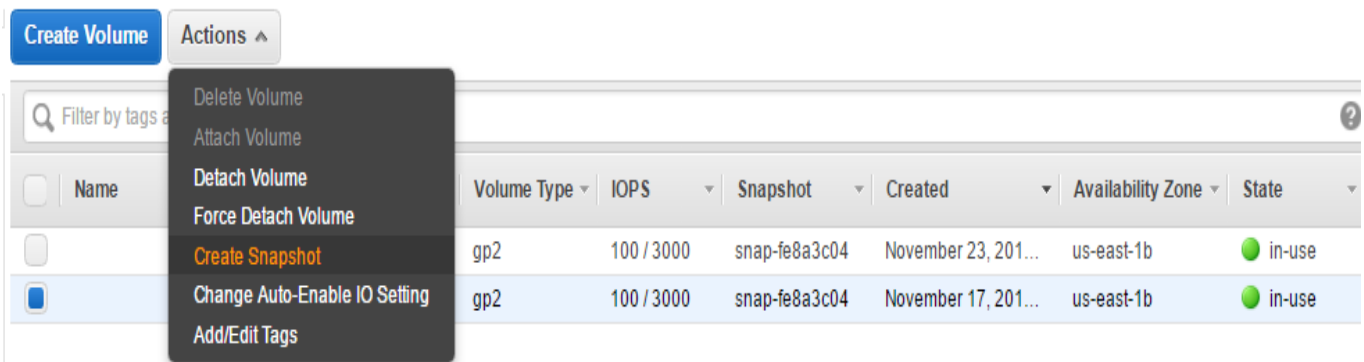 Create Volume Actions
Delete Volume
Filter by tags a
Attach Volume
Detach Volume
Name Volume Type IOPS Snapshot Created Availability Zone State
Force Detach Volume
Create Snapshot
gp2 100 / 3000 snap-fe8a3c04 November 23, 201... us-east-1b in-use
Change Auto-Enable IO Setting
gp2 100 / 3000 snap-fe8a3c04 November 17, 201... us-east-1b in-use
Add/Edit Tags